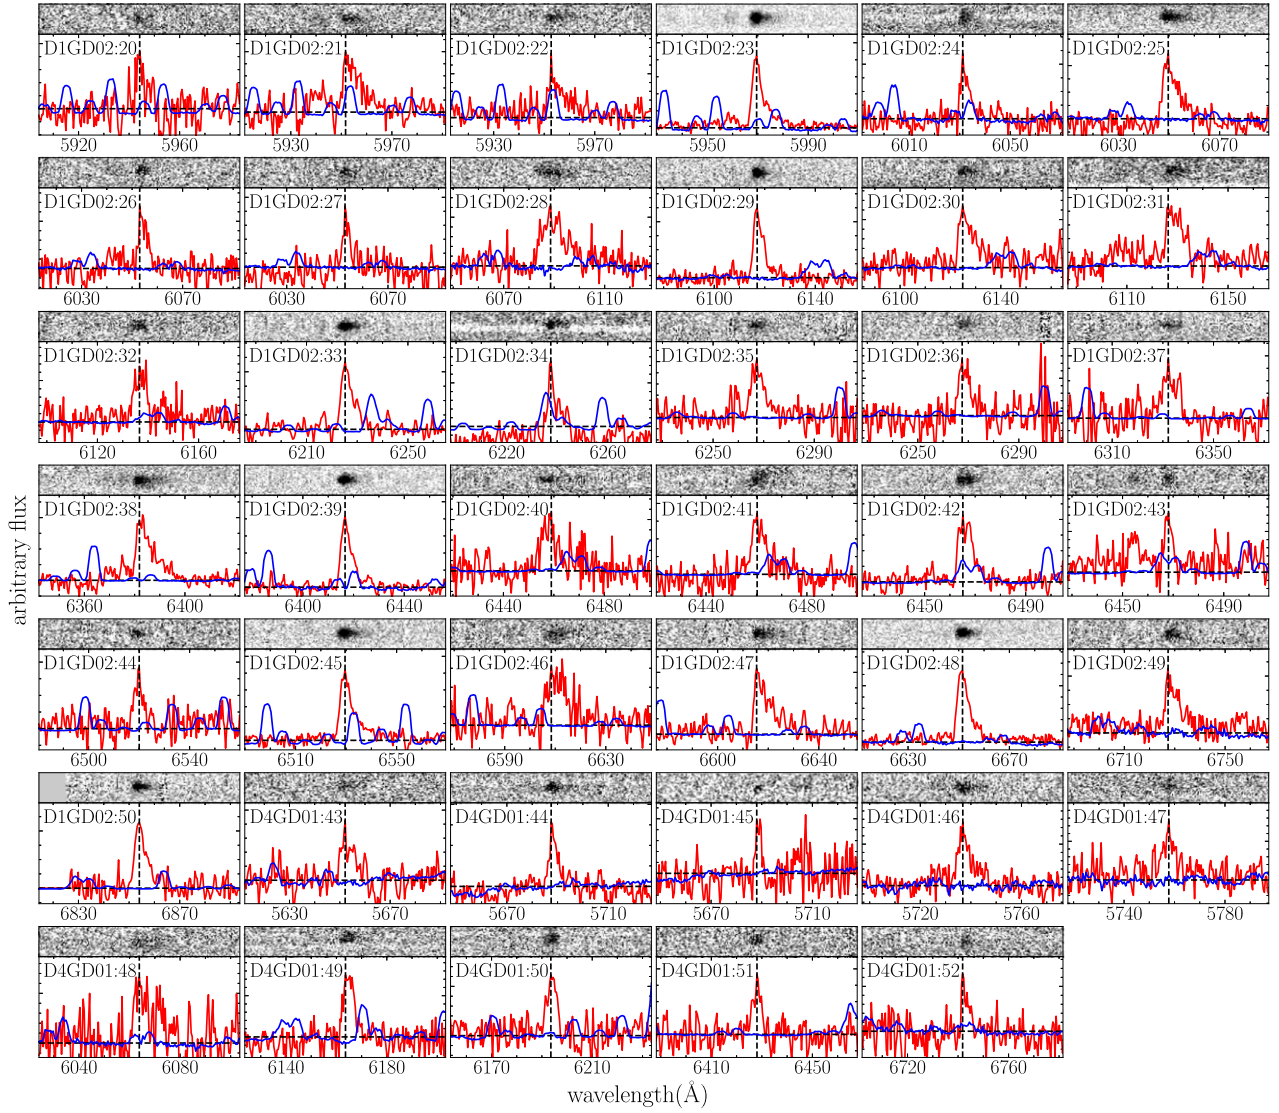 D1GD02:20 D1GD02:21 D1GD02:22 D1GD02:23 D1GD02:24 D1GD02:25
5920 5960 5930 5970 5930 5970 5950 5990 6010 6050 6030 6070
D1GD02:26 D1GD02:27 D1GD02:28 D1GD02:29 D1GD02:30 D1GD02:31
6030 6070 6030 6070 6070 6110 6100 6140 6100 6140 6110 6150
D1GD02:32 D1GD02:33 D1GD02:34 D1GD02:35 D1GD02:36 D1GD02:37
6120 6160 6210 6250 6220 6260 6250 6290 6250 6290 6310 6350
D1GD02:38 D1GD02:39 D1GD02:40 D1GD02:41 D1GD02:42 D1GD02:43
6360 6400 6400 6440 6440 6480 6440 6480 6450 6490 6450 6490
arbitrary flux
D1GD02:44 D1GD02:45 D1GD02:46 D1GD02:47 D1GD02:48 D1GD02:49
6500 6540 6510 6550 6590 6630 6600 6640 6630 6670 6710 6750
D1GD02:50 D4GD01:43 D4GD01:44 D4GD01:45 D4GD01:46 D4GD01:47
6830 6870 5630 5670 5670 5710 5670 5710 5720 5760 5740 5780
D4GD01:48 D4GD01:49 D4GD01:50 D4GD01:51 D4GD01:52
6040 6080 6140 6180 6170 6210 6410 6450 6720 6760
wavelength(Å)